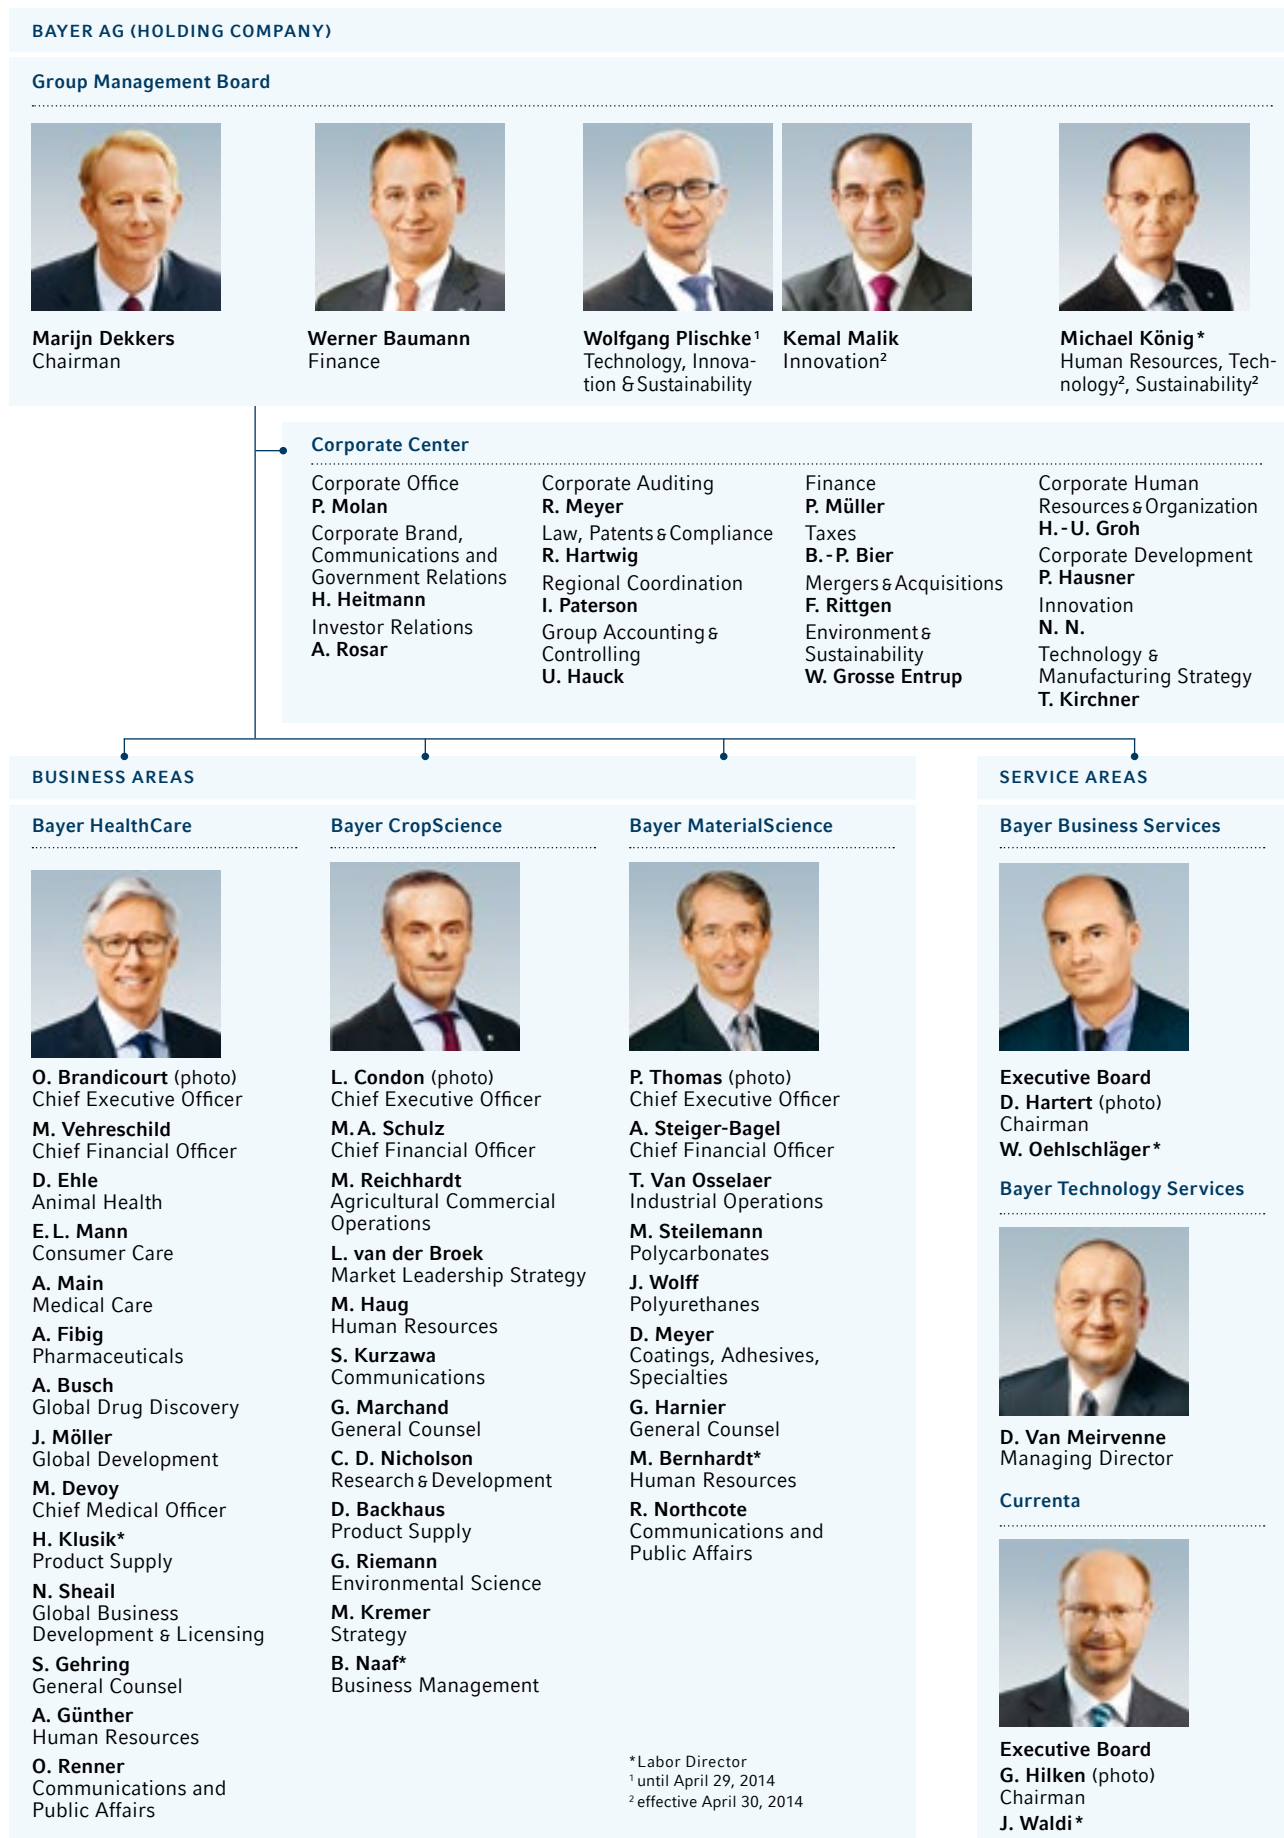 BAYER AG (HOLDING COMPANY)
Group Management Board
Marijn Dekkers
Chairman
Werner Baumann
Finance
Wolfgang Plischke¹
Technology, Innova-
tion & Sustainability
Kemal Malik
Innovation²
Michael König*
Human Resources, Tech-
nology², Sustainability²
Corporate Center
Corporate Office
P. Molan
Corporate Brand,
Communications and
Government Relations
H. Heitmann
Investor Relations
A. Rosar
Corporate Auditing
R. Meyer
Law, Patents & Compliance
R. Hartwig
Regional Coordination
I. Paterson
Group Accounting &
Controlling
U. Hauck
Finance
P. Müller
Taxes
B.-P. Bier
Mergers & Acquisitions
F. Rittgen
Environment &
Sustainability
W. Grosse Entrup
Corporate Human
Resources & Organization
H.-U. Groh
Corporate Development
P. Hausner
Innovation
N. N.
Technology &
Manufacturing Strategy
T. Kirchner
BUSINESS AREAS
Bayer HealthCare
O. Brandicourt (photo)
Chief Executive Officer
M. Vehreschild
Chief Financial Officer
D. Ehle
Animal Health
E. L. Mann
Consumer Care
A. Main
Medical Care
A. Fibig
Pharmaceuticals
A. Busch
Global Drug Discovery
J. Möller
Global Development
M. Devoy
Chief Medical Officer
H. Klusik*
Product Supply
N. Sheail
Global Business
Development & Licensing
S. Gehring
General Counsel
A. Günther
Human Resources
O. Renner
Communications and
Public Affairs
Bayer CropScience
L. Condon (photo)
Chief Executive Officer
M. A. Schulz
Chief Financial Officer
M. Reichhardt
Agricultural Commercial
Operations
L. van der Broek
Market Leadership Strategy
M. Haug
Human Resources
S. Kurzawa
Communications
G. Marchand
General Counsel
C. D. Nicholson
Research & Development
D. Backhaus
Product Supply
G. Riemann
Environmental Science
M. Kremer
Strategy
B. Naaf*
Business Management
Bayer MaterialScience
P. Thomas (photo)
Chief Executive Officer
A. Steiger-Bagel
Chief Financial Officer
T. Van Osselaer
Industrial Operations
M. Steilemann
Polycarbonates
J. Wolff
Polyurethanes
D. Meyer
Coatings, Adhesives,
Specialties
G. Harnier
General Counsel
M. Bernhardt*
Human Resources
R. Northcote
Communications and
Public Affairs
* Labor Director
¹ until April 29, 2014
² effective April 30, 2014
SERVICE AREAS
Bayer Business Services
Executive Board
D. Hartert (photo)
Chairman
W. Oehlschläger*
Bayer Technology Services
D. Van Meirvenne
Managing Director
Currenta
Executive Board
G. Hilken (photo)
Chairman
J. Waldi*